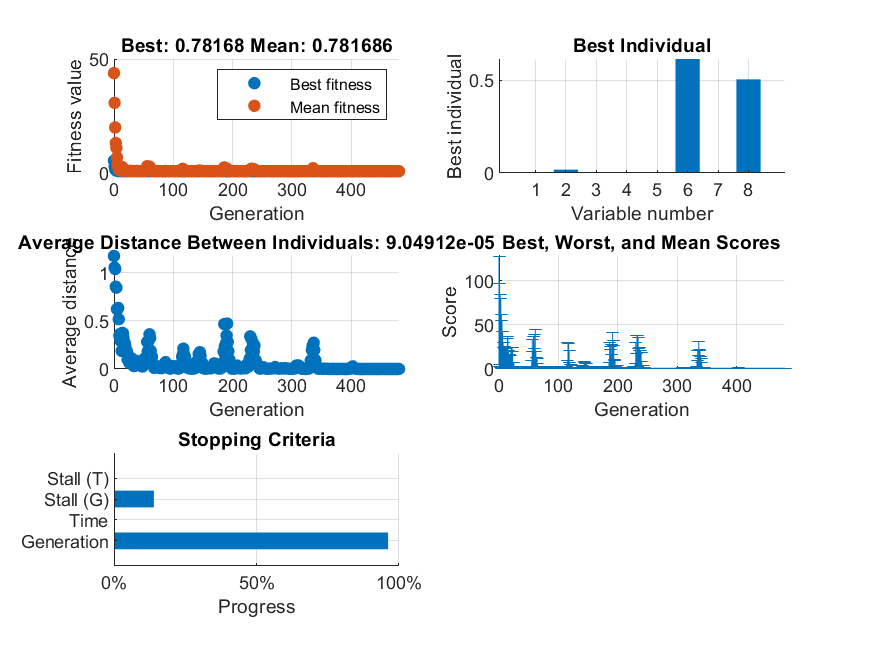 Best: 0.78168 Mean: 0.781686
Fitness value
50
0
Best fitness
Mean fitness
0 100 200 300 400
Generation
Best Individual
Best individual
0.5
0
1 2 3 4 5 6 7 8
Variable number
Average Distance Between Individuals: 9.04912e-05
Average distance
1
0.5
0
0 100 200 300 400
Generation
Best, Worst, and Mean Scores
Score
100
50
0
0 100 200 300 400
Generation
Stopping Criteria
Stall (T)
Stall (G)
Time
Generation
0% 50% 100%
Progress